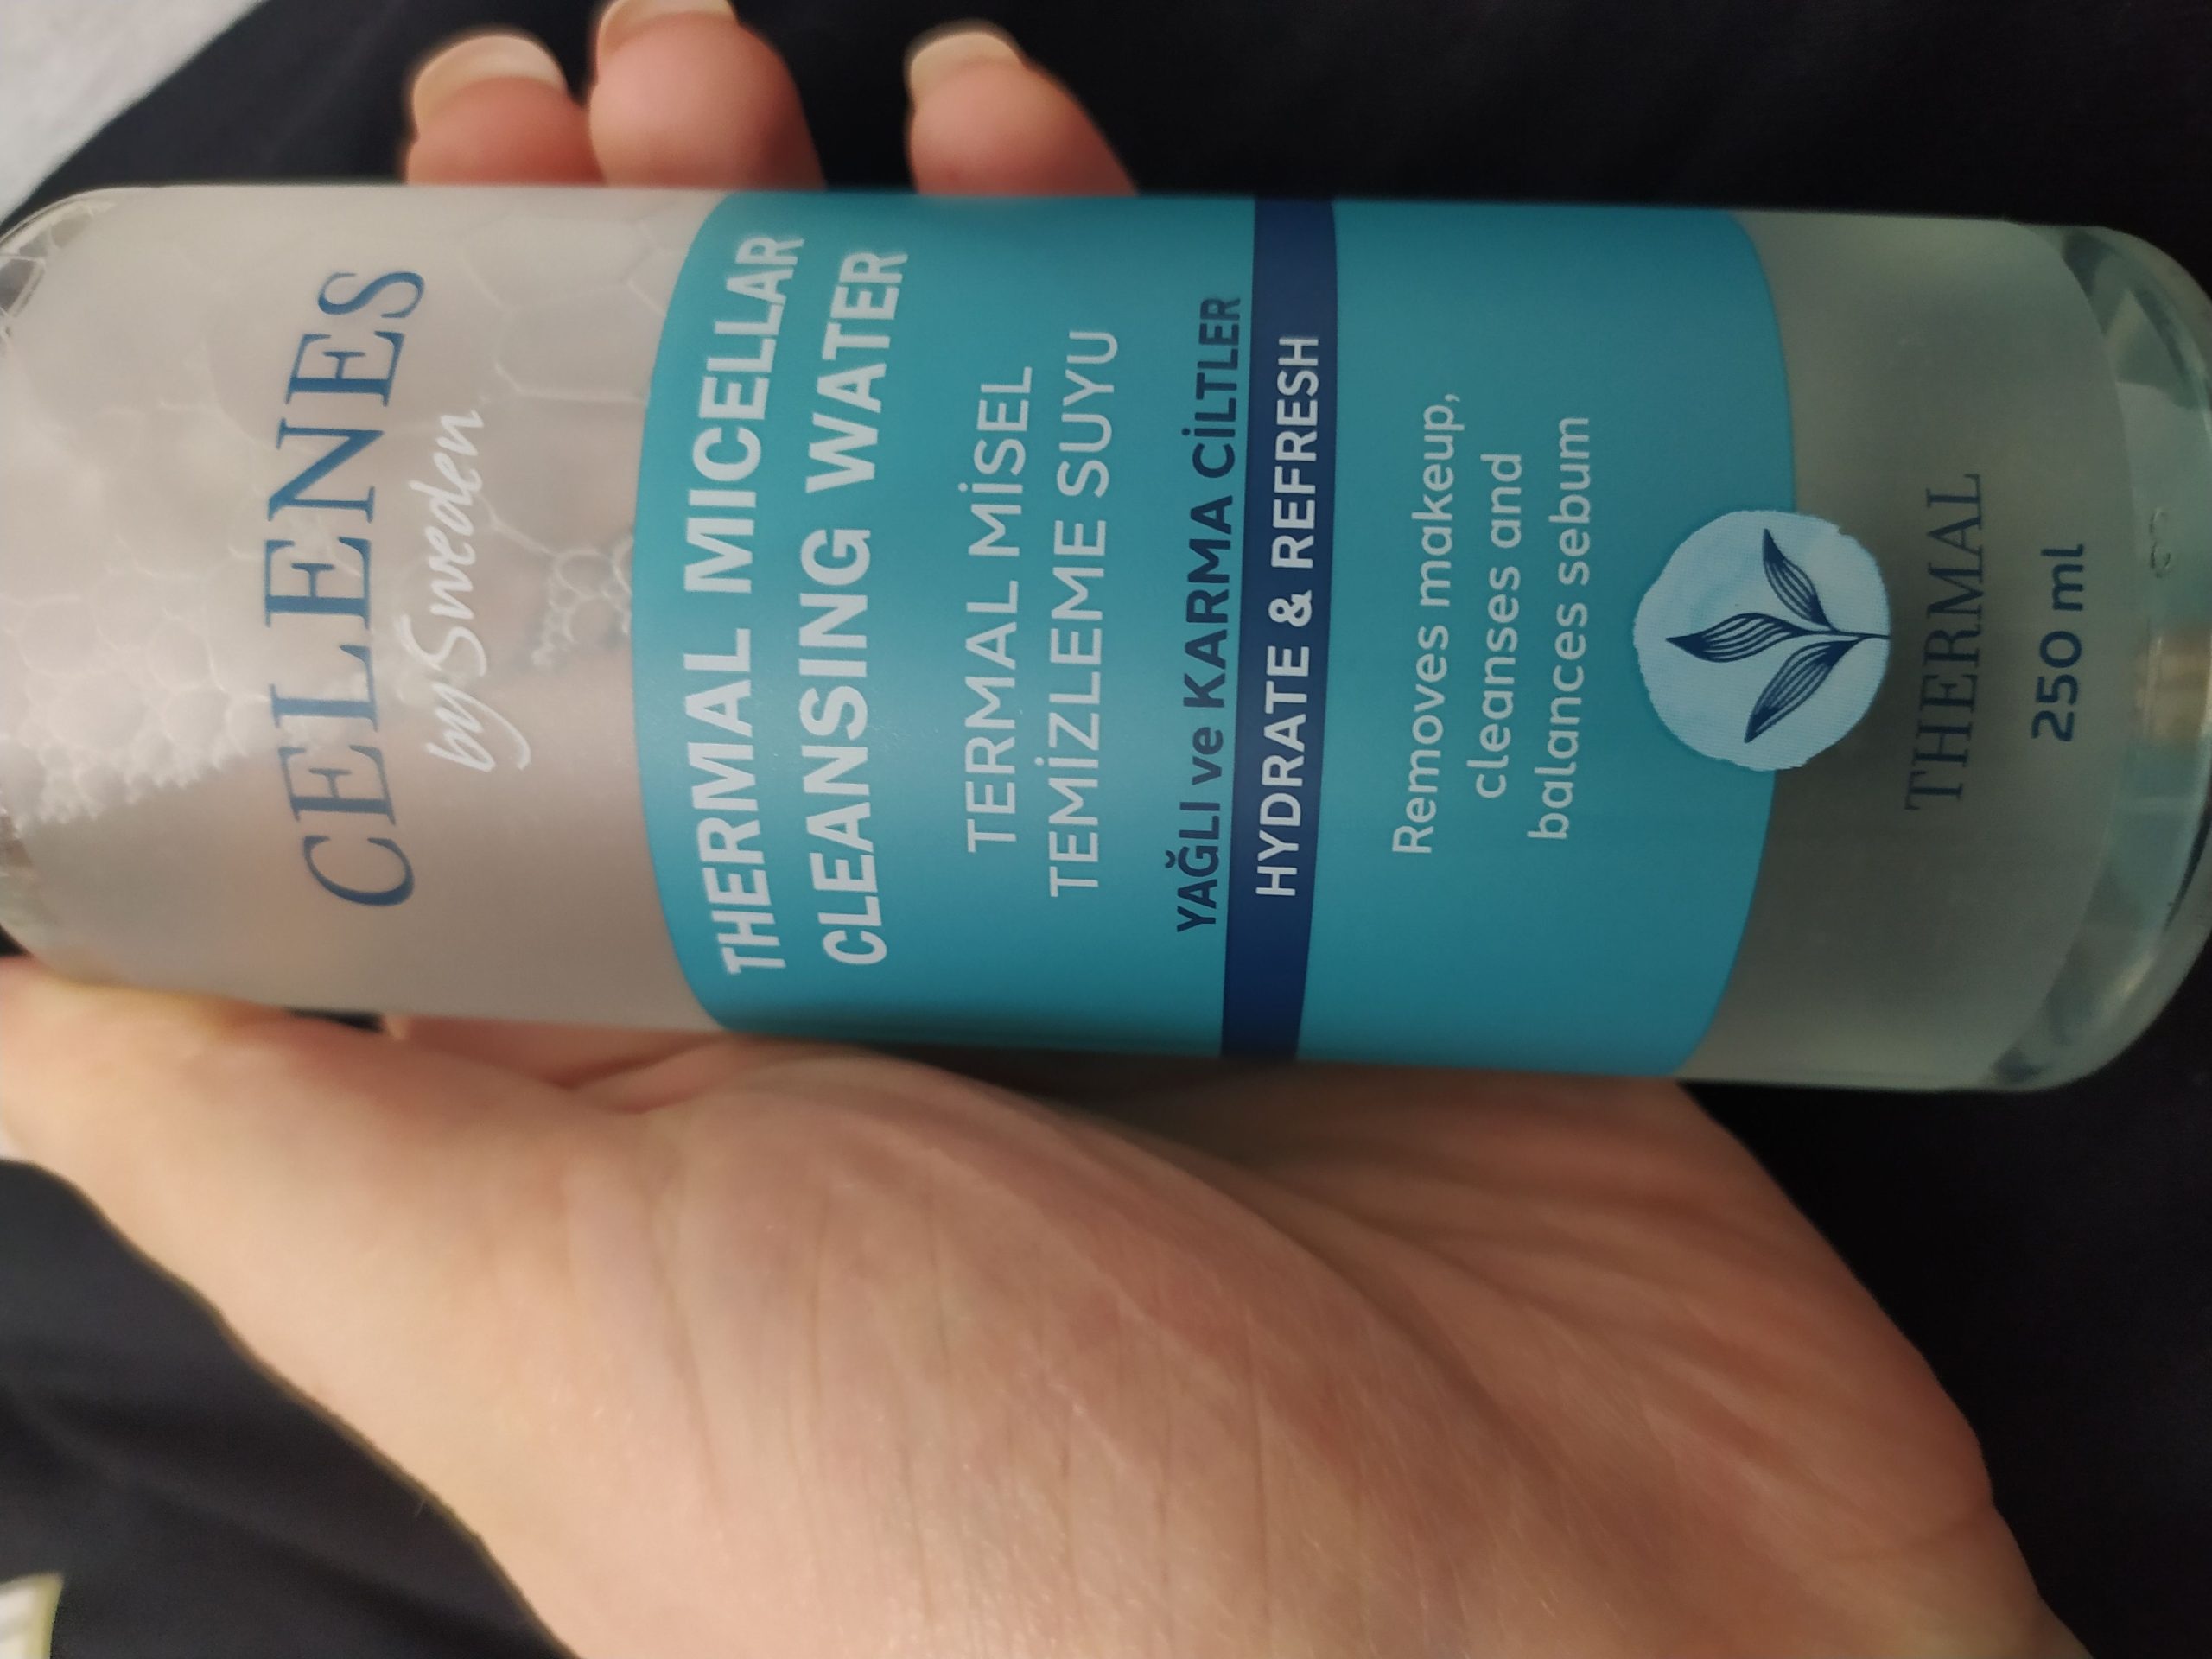 CELENES
by Sweden
THERMAL MICELLAR
CLEANSING WATER
TERMAL MİSEL
TEMİZLEME SUYU
YAĞLI ve KARMA CİLTLER
HYDRATE & REFRESH
Removes makeup,
cleanses and
balances sebum
THERMAL
250 ml